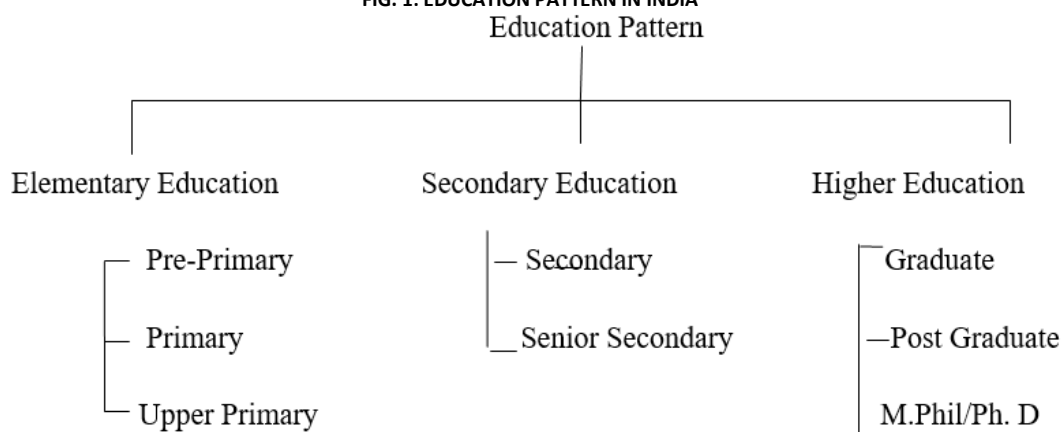 FIG. 1: EDUCATION PATTERN IN INDIA
Education Pattern
Elementary Education Secondary Education Higher Education
Pre-Primary Secondary Graduate
Primary Senior Secondary Post Graduate
Upper Primary M.Phil/Ph. D